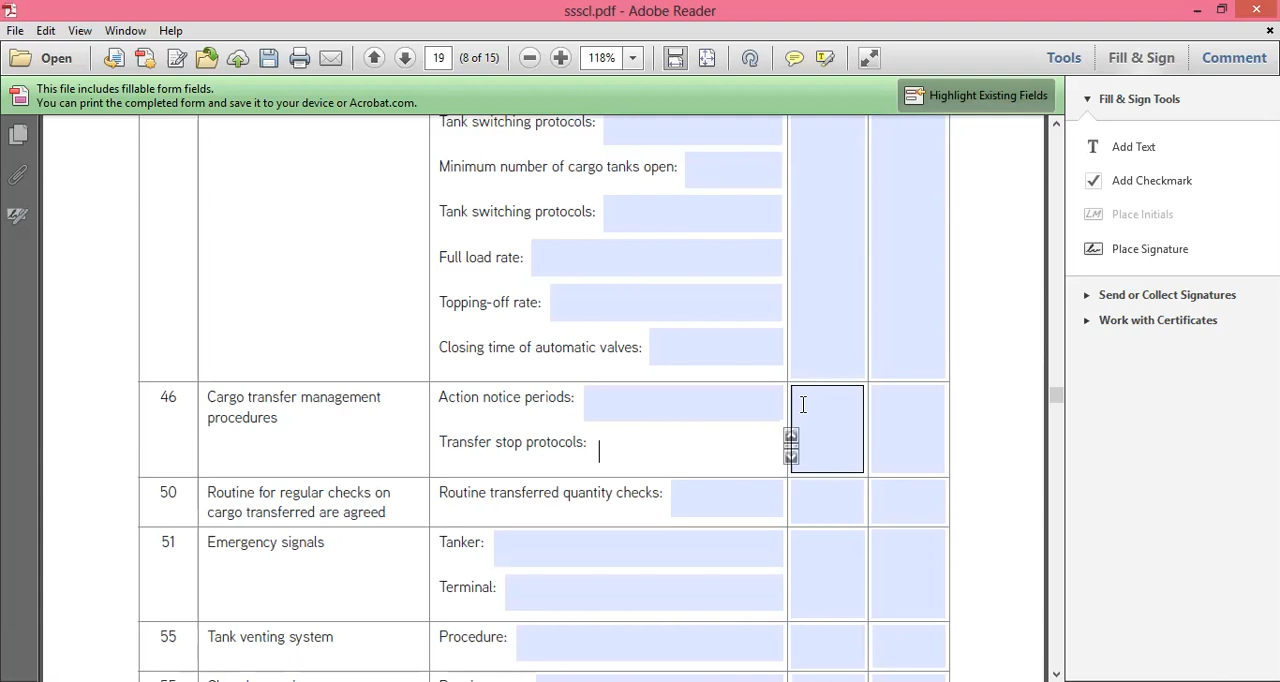 ssscl.pdf - Adobe Reader
File Edit View Window Help
Open 19 (8 of 15) 118% Tools Fill & Sign Comment
This file includes fillable form fields.
You can print the completed form and save it to your device or Acrobat.com.
Highlight Existing Fields
Fill & Sign Tools
T Add Text
Add Checkmark
LM Place Initials
Place Signature
Send or Collect Signatures
Work with Certificates
Tank switching protocols:
Minimum number of cargo tanks open:
Tank switching protocols:
Full load rate:
Topping-off rate:
Closing time of automatic valves:
46 Cargo transfer management Action notice periods:
procedures
Transfer stop protocols:
50 Routine for regular checks on Routine transferred quantity checks:
cargo transferred are agreed
51 Emergency signals Tanker:
Terminal:
55 Tank venting system Procedure: